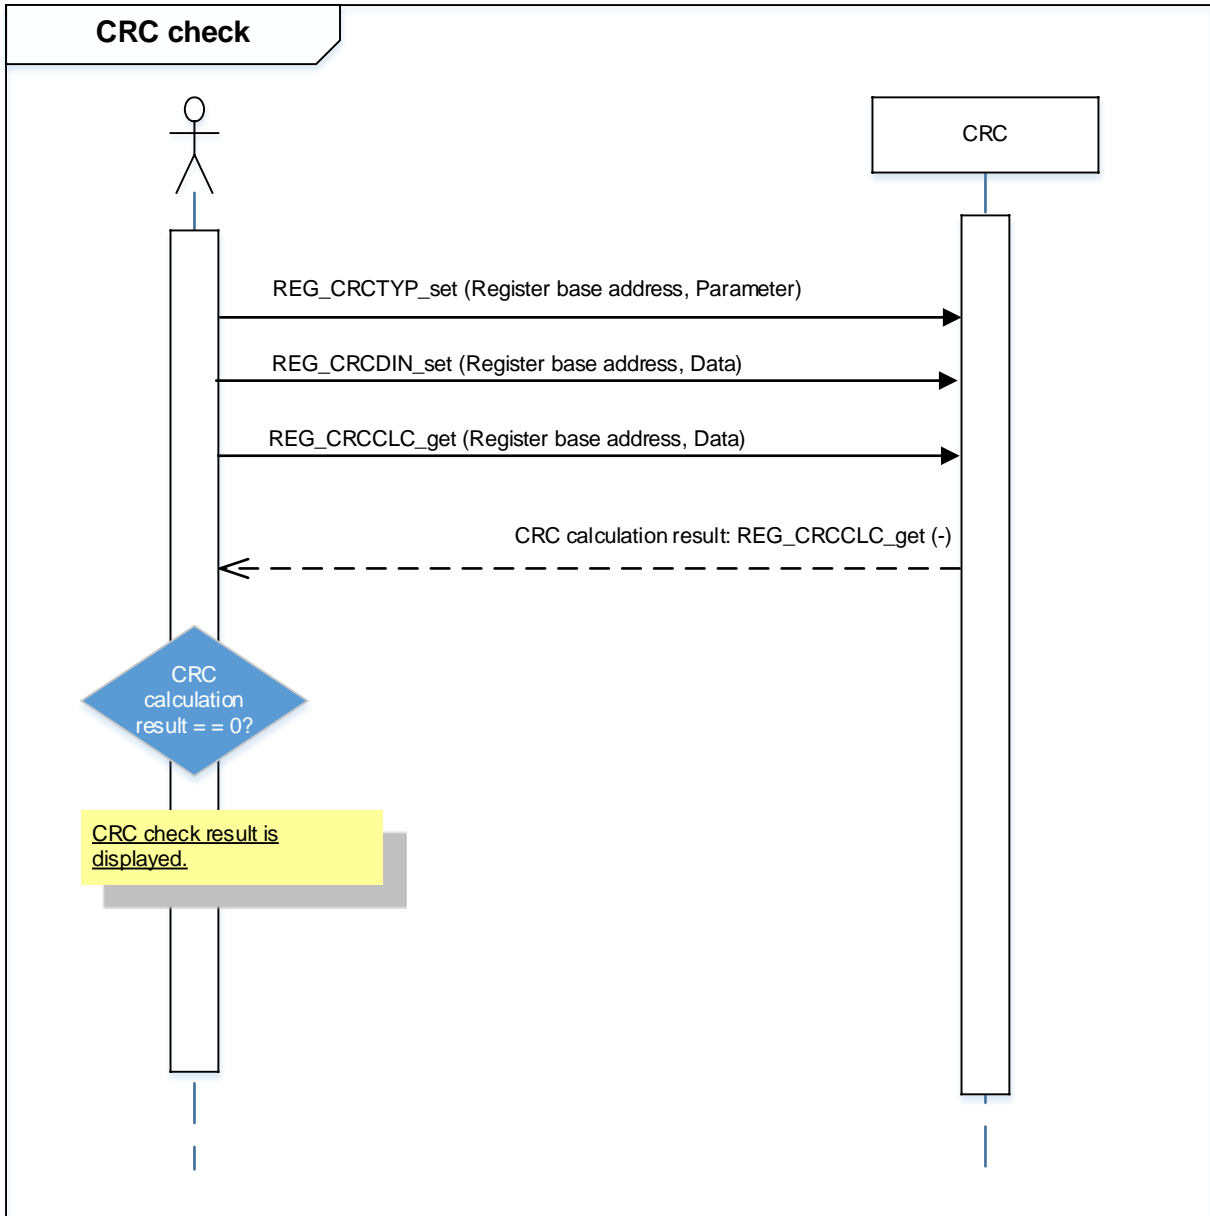 CRC check
CRC
REG_CRCTYP_set (Register base address, Parameter)
REG_CRCDIN_set (Register base address, Data)
REG_CRCCLC_get (Register base address, Data)
CRC calculation result: REG_CRCCLC_get (-)
CRC
calculation
result = = 0?
CRC check result is
displayed.